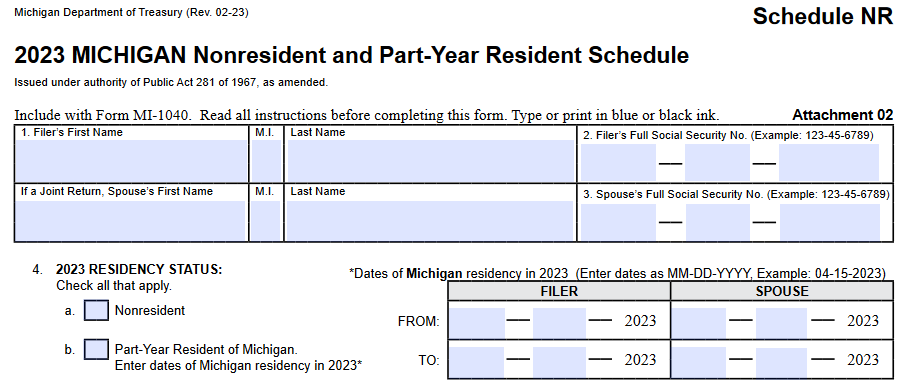 Michigan Department of Treasury (Rev. 02-23)
Schedule NR
2023 MICHIGAN Nonresident and Part-Year Resident Schedule
Issued under authority of Public Act 281 of 1967, as amended.
Include with Form MI-1040. Read all instructions before completing this form. Type or print in blue or black ink.
Attachment 02
1. Filer's First Name
M.I.
Last Name
2. Filer's Full Social Security No. (Example: 123-45-6789)
If a Joint Return, Spouse's First Name
M.I.
Last Name
3. Spouse's Full Social Security No. (Example: 123-45-6789)
4. 2023 RESIDENCY STATUS:
Check all that apply.
*Dates of Michigan residency in 2023 (Enter dates as MM-DD-YYYY, Example: 04-15-2023)
FILER SPOUSE
a. Nonresident
FROM: — — 2023 — — 2023
b. Part-Year Resident of Michigan.
Enter dates of Michigan residency in 2023*
TO: — — 2023 — — 2023